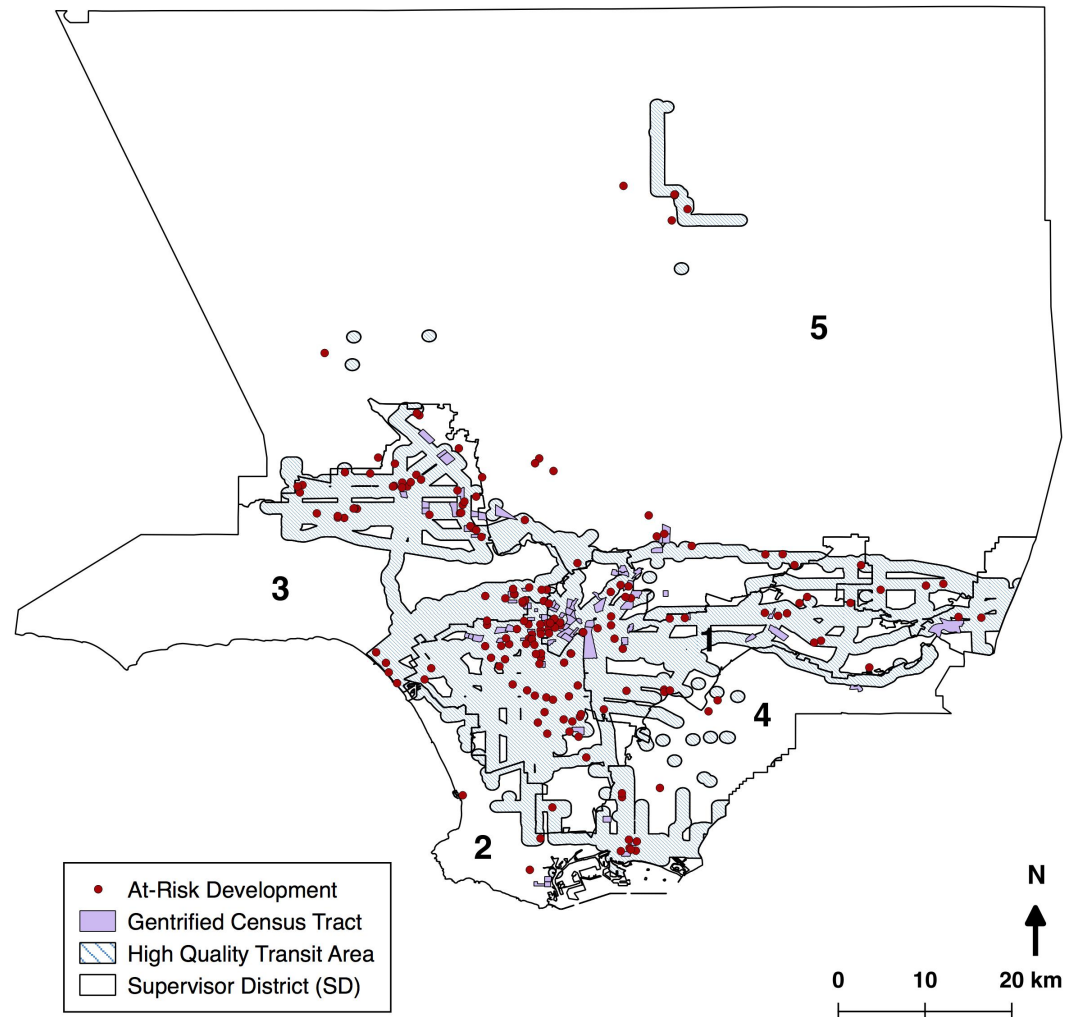 5
3
1
4
2
At-Risk Development
Gentrified Census Tract
High Quality Transit Area
Supervisor District (SD)
N
0 10 20 km